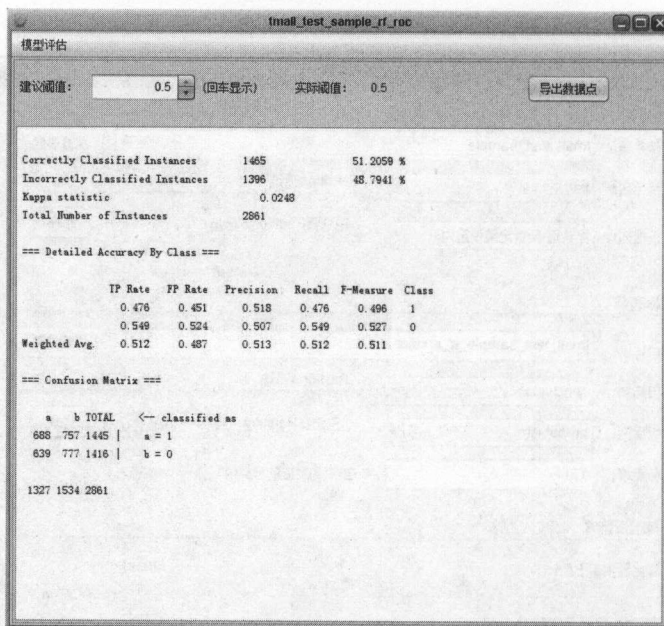 tmall_test_sample_rf_roc
模型评估
建议阈值: 0.5 (回车显示) 实际阈值: 0.5 导出数据点
Correctly Classified Instances 1465 51.2059 %
Incorrectly Classified Instances 1396 48.7941 %
Kappa statistic 0.0248
Total Number of Instances 2861
=== Detailed Accuracy By Class ===
TP Rate FP Rate Precision Recall F-Measure Class
0.476 0.451 0.518 0.476 0.496 1
0.549 0.524 0.507 0.549 0.527 0
Weighted Avg. 0.512 0.487 0.513 0.512 0.511
=== Confusion Matrix ===
a b TOTAL <-- classified as
688 757 1445 | a = 1
639 777 1416 | b = 0
1327 1534 2861